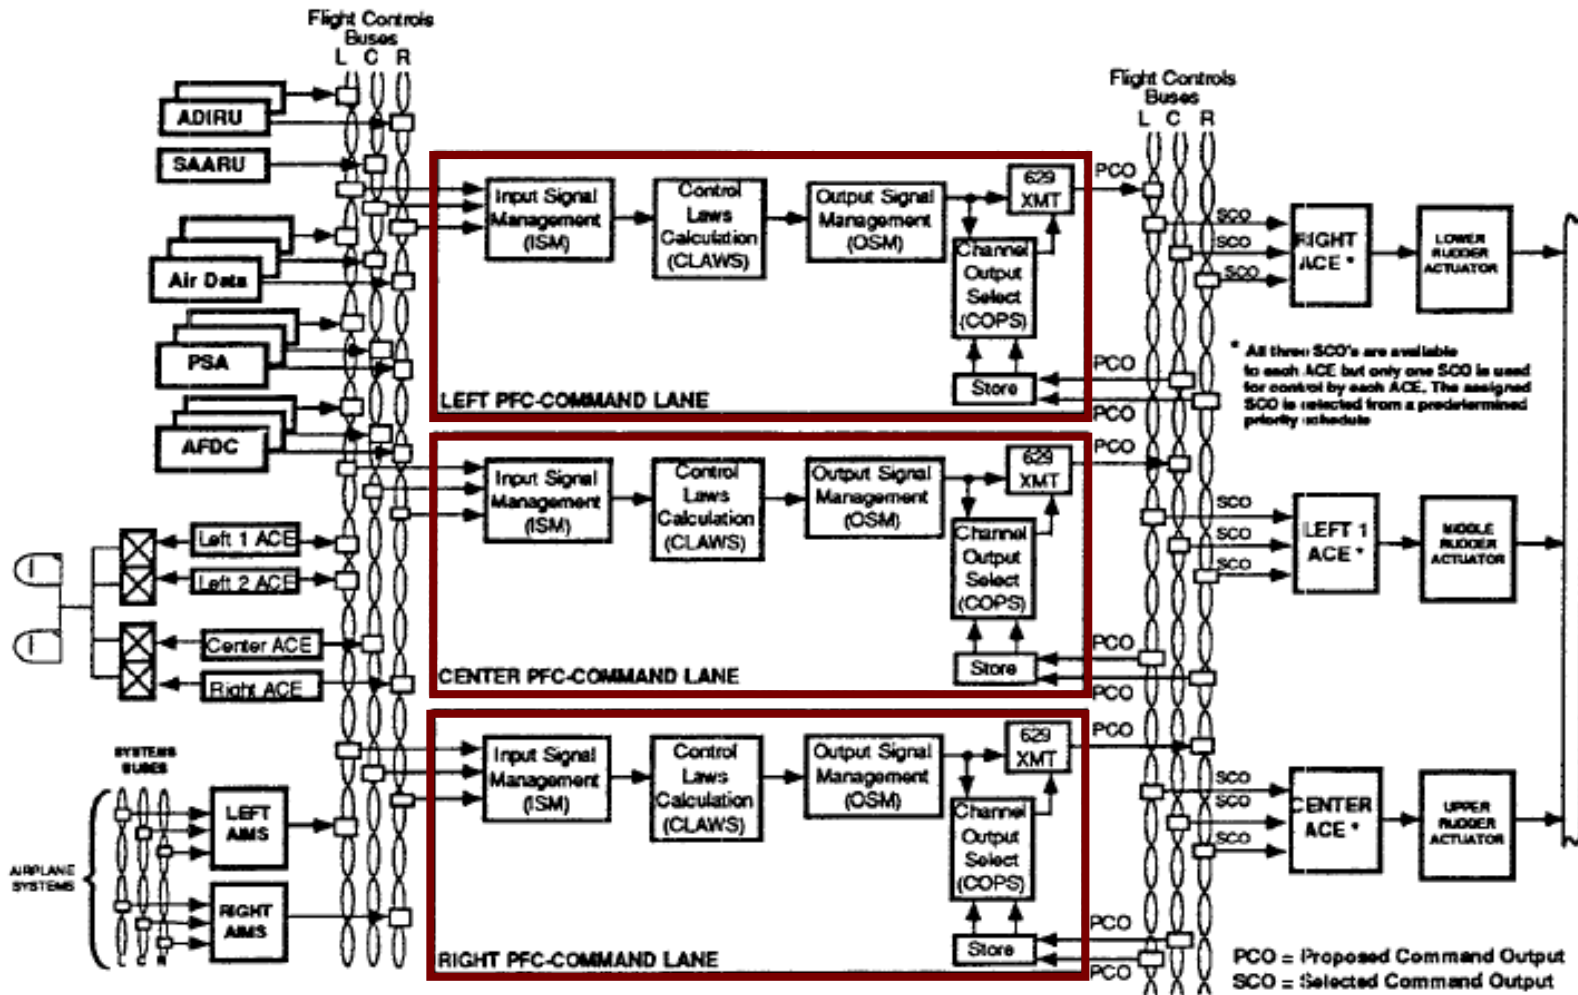 Flight Controls
Buses
L C R
ADIRU
SAARU
Air Data
PSA
AFDC
Left 1 ACE
Left 2 ACE
Center ACE
Right ACE
SYSTEMS
BUSES
AIRPLANE
SYSTEMS
L C R
LEFT
AIMS
RIGHT
AIMS
Input Signal
Management
(ISM)
Control
Laws
Calculation
(CLAWS)
Output Signal
Management
(OSM)
629
XMT
Channel
Output
Select
(COPS)
Store
LEFT PFC-COMMAND LANE
Input Signal
Management
(ISM)
Control
Laws
Calculation
(CLAWS)
Output Signal
Management
(OSM)
629
XMT
Channel
Output
Select
(COPS)
Store
CENTER PFC-COMMAND LANE
Input Signal
Management
(ISM)
Control
Laws
Calculation
(CLAWS)
Output Signal
Management
(OSM)
629
XMT
Channel
Output
Select
(COPS)
Store
RIGHT PFC-COMMAND LANE
PCO
PCO
PCO
PCO
PCO
PCO
PCO
PCO
PCO
Flight Controls
Buses
L C R
SCO
SCO
SCO
RIGHT
ACE *
LOWER
RUDDER
ACTUATOR
* All three SCO's are available
to each ACE but only one SCO is used
for control by each ACE. The assigned
SCO is selected from a predetermined
priority schedule
SCO
SCO
SCO
LEFT 1
ACE *
MIDDLE
RUDDER
ACTUATOR
SCO
SCO
SCO
CENTER
ACE *
UPPER
RUDDER
ACTUATOR
PCO = Proposed Command Output
SCO = Selected Command Output